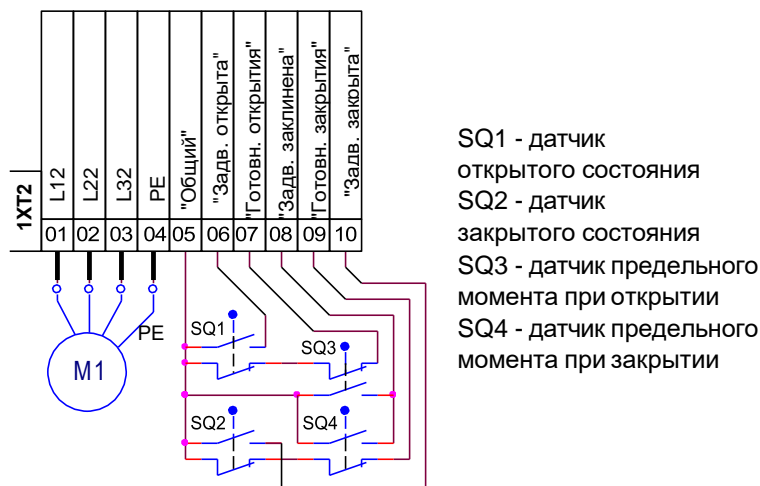 1XT2
L12
L22
L32
PE
"Общий"
"Задв. открыта"
"Готовн. открытия"
"Задв. заклинена"
"Готовн. закрытия"
"Задв. закрыта"
01 02 03 04 05 06 07 08 09 10
PE
M1
SQ1
SQ3
SQ2
SQ4
SQ1 - датчик
открытого состояния
SQ2 - датчик
закрытого состояния
SQ3 - датчик предельного
момента при открытии
SQ4 - датчик предельного
момента при закрытии